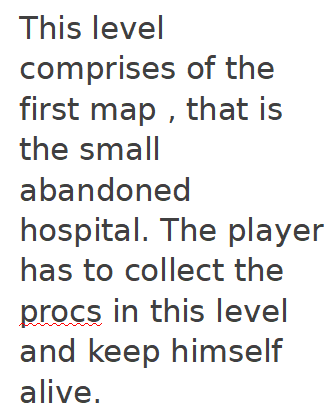 This level
comprises of the
first map , that is
the small
abandoned
hospital. The player
has to collect the
procs in this level
and keep himself
alive.